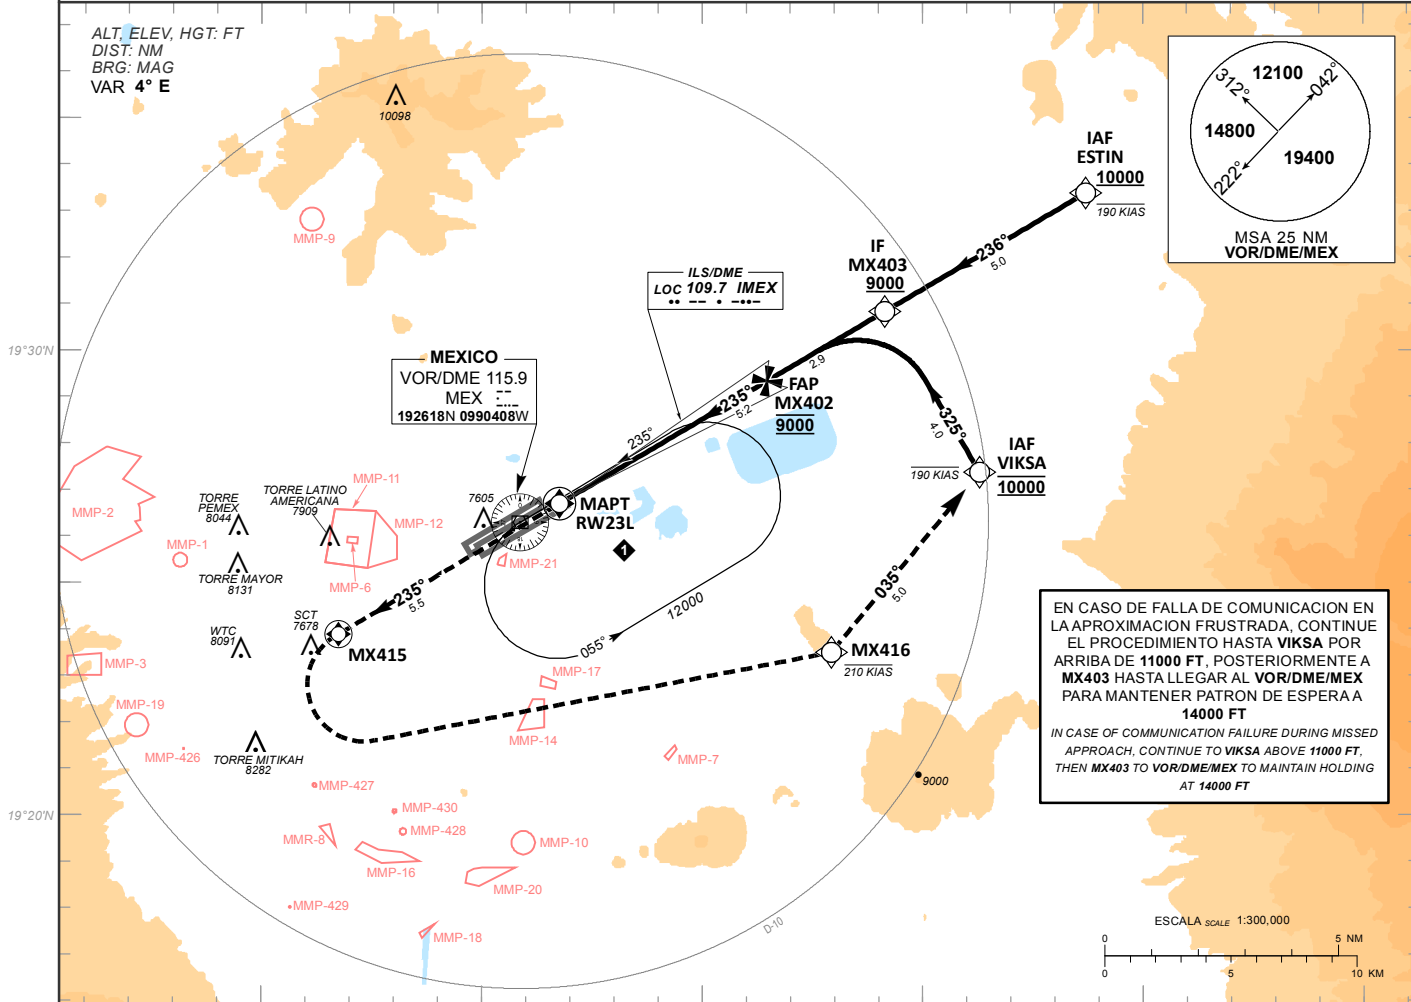 ALT, ELEV, HGT: FT
DIST: NM
BRG: MAG
VAR 4° E
10098
12100
312°
042°
14800
19400
222°
MSA 25 NM
VOR/DME/MEX
IAF
ESTIN
10000
190 KIAS
MMP-9
236°
5.0
IF
MX403
9000
ILS/DME
LOC 109.7 IMEX
19°30'N
MEXICO
VOR/DME 115.9
MEX
192618N 0990408W
2.9
FAP
MX402
9000
235°
5.2
235°
325°
4.0
IAF
VIKSA
10000
190 KIAS
MMP-2
MMP-11
TORRE
PEMEX
8044
TORRE LATINO
AMERICANA
7909
7605
MAPT
RW23L
MMP-12
MMP-1
MMP-6
MMP-21
1
TORRE MAYOR
8131
235°
5.5
12000
055°
035°
5.0
SCT
7678
WTC
8091
MX415
MX416
210 KIAS
MMP-3
MMP-17
MMP-19
MMP-14
MMP-426
TORRE MITIKAH
8282
MMP-7
MMP-427
9000
19°20'N
MMP-430
MMP-428
MMR-8
MMP-10
MMP-16
MMP-20
MMP-429
MMP-18
D-10
EN CASO DE FALLA DE COMUNICACION EN
LA APROXIMACION FRUSTRADA, CONTINUE
EL PROCEDIMIENTO HASTA VIKSA POR
ARRIBA DE 11000 FT, POSTERIORMENTE A
MX403 HASTA LLEGAR AL VOR/DME/MEX
PARA MANTENER PATRON DE ESPERA A
14000 FT
IN CASE OF COMMUNICATION FAILURE DURING MISSED
APPROACH, CONTINUE TO VIKSA ABOVE 11000 FT,
THEN MX403 TO VOR/DME/MEX TO MAINTAIN HOLDING
AT 14000 FT
ESCALA SCALE 1:300,000
0 5 NM
0 5 10 KM